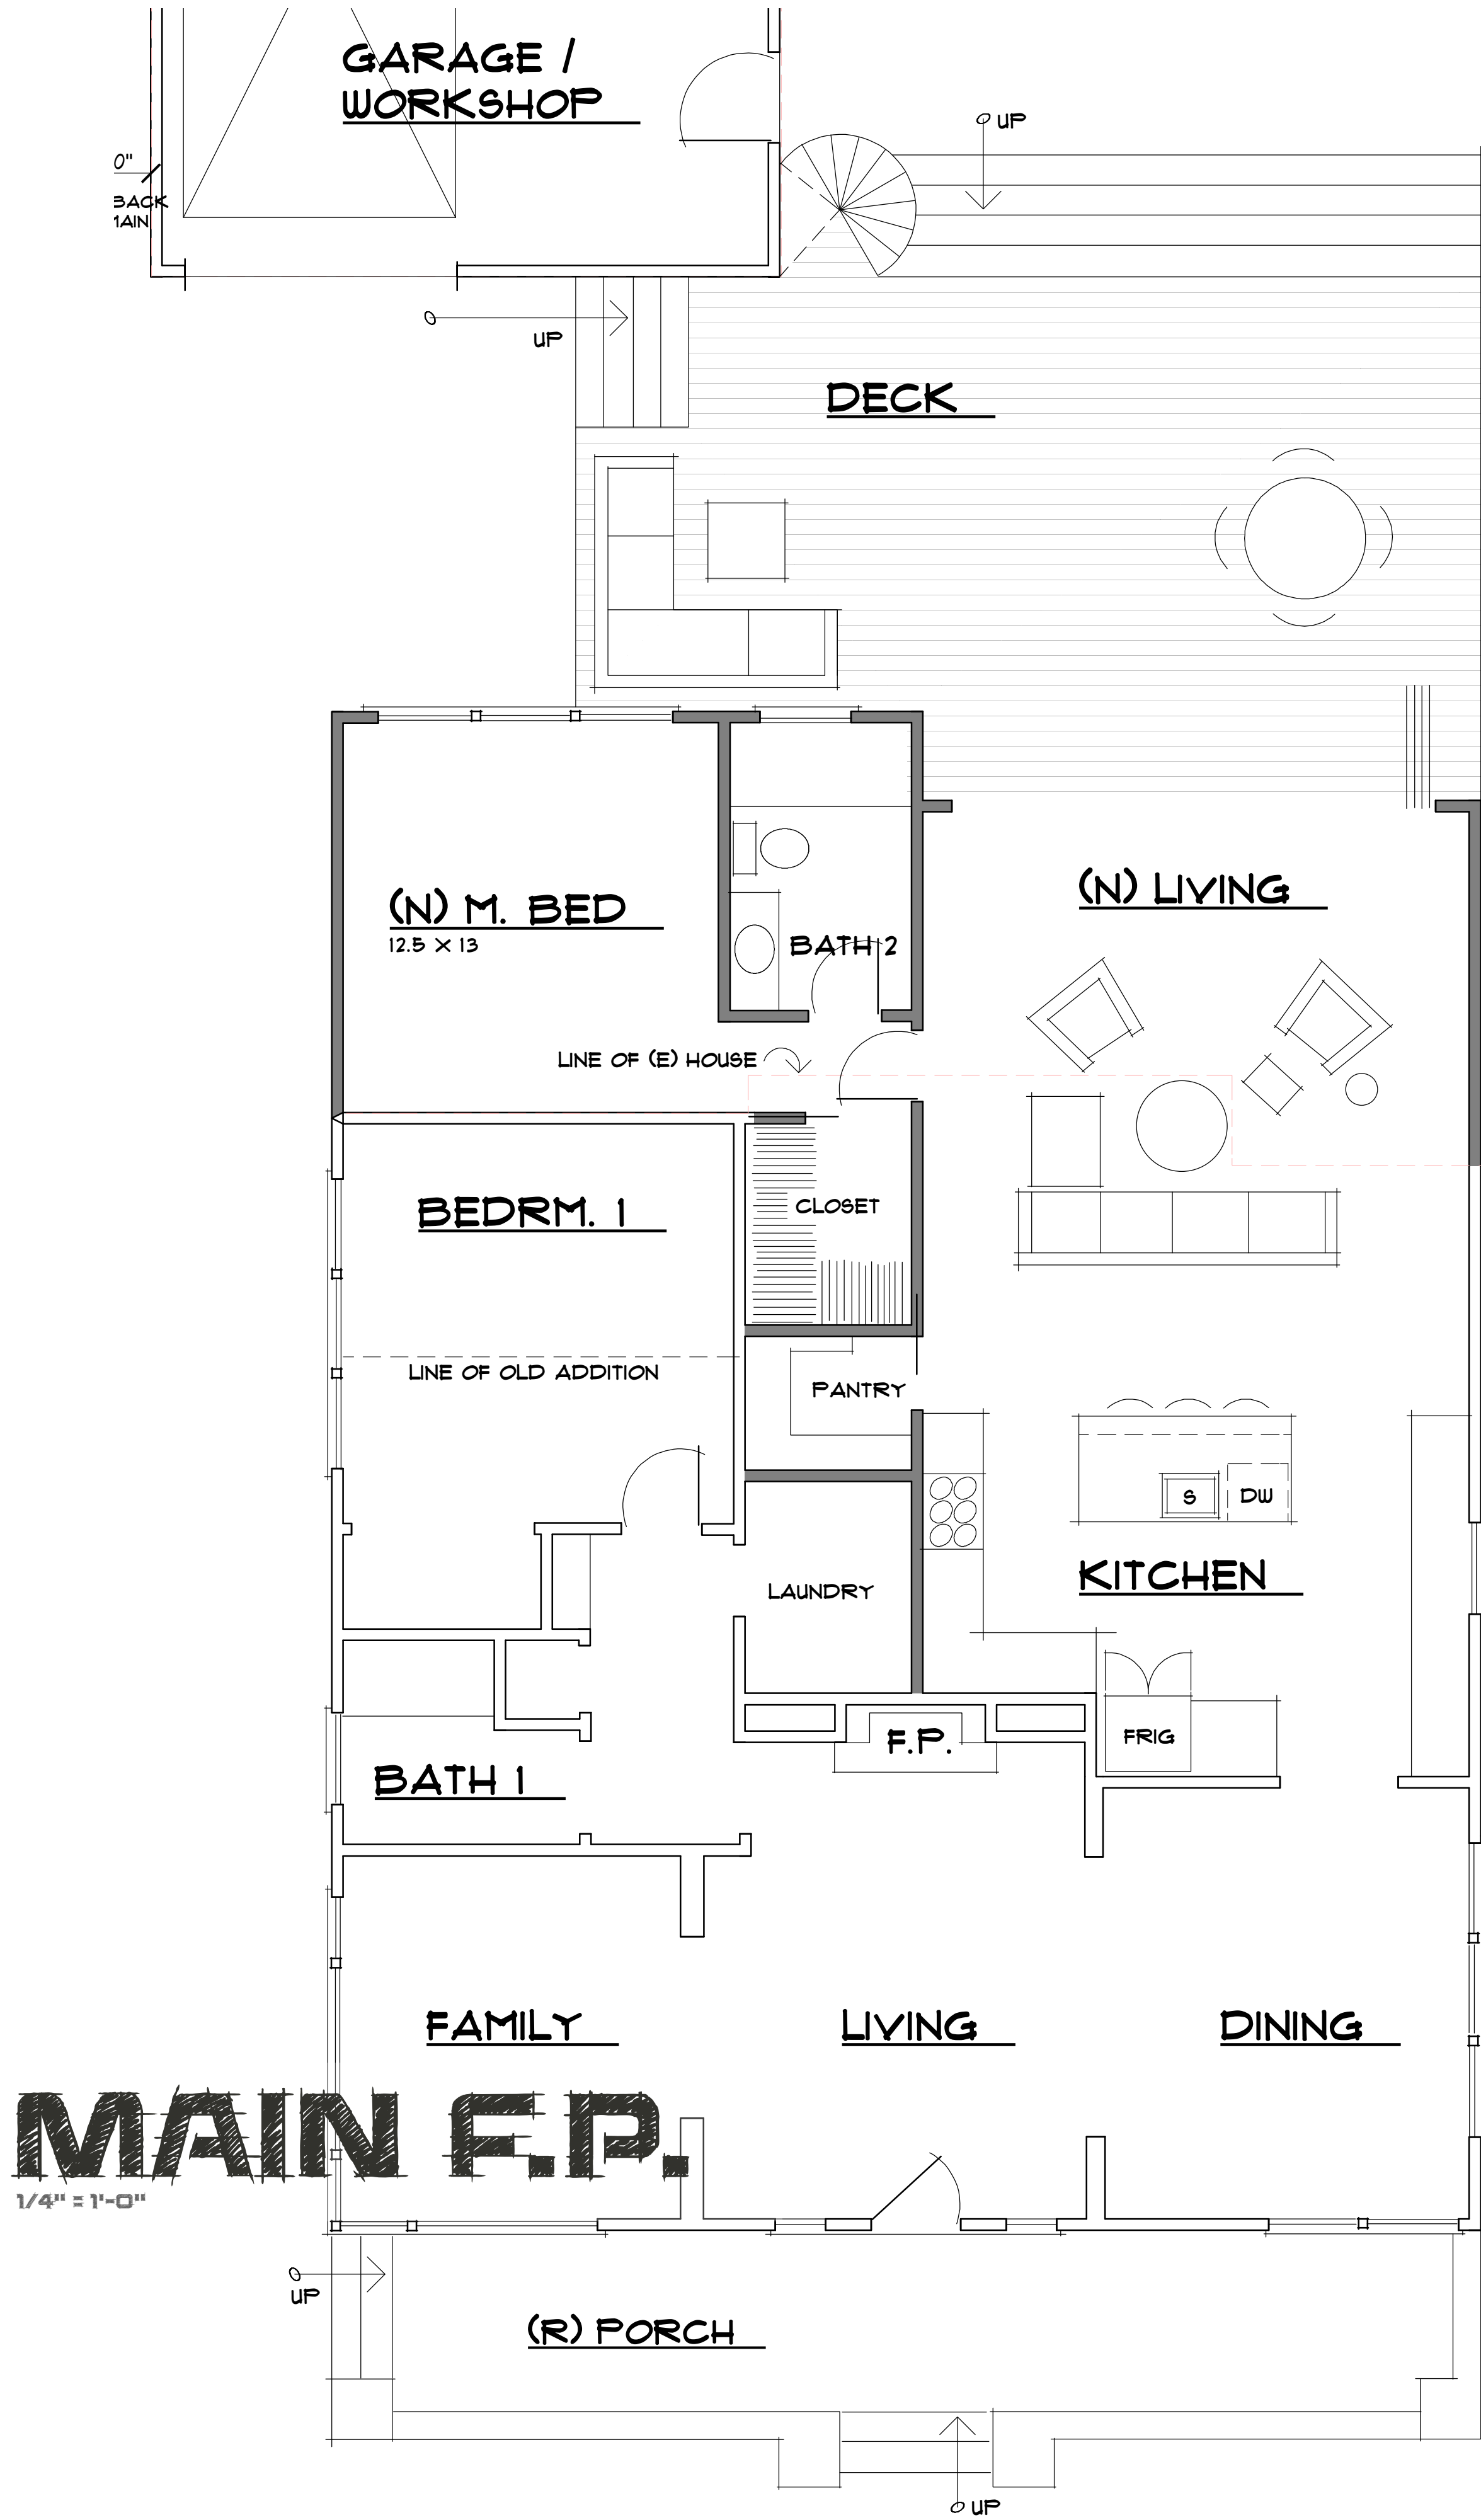 GARAGE /
WORKSHOP
UP
0"
BACK
UP
DECK
(N) LIVING
(N) M. BED
12.5 X 13
BATH 2
LINE OF (E) HOUSE
BEDRM. 1
CLOSET
LINE OF OLD ADDITION
PANTRY
S
DW
KITCHEN
LAUNDRY
F.P.
FRIG
BATH 1
FAMILY
LIVING
DINING
MAIN F.P.
1/4" = 1'-0"
UP
(R) PORCH
UP